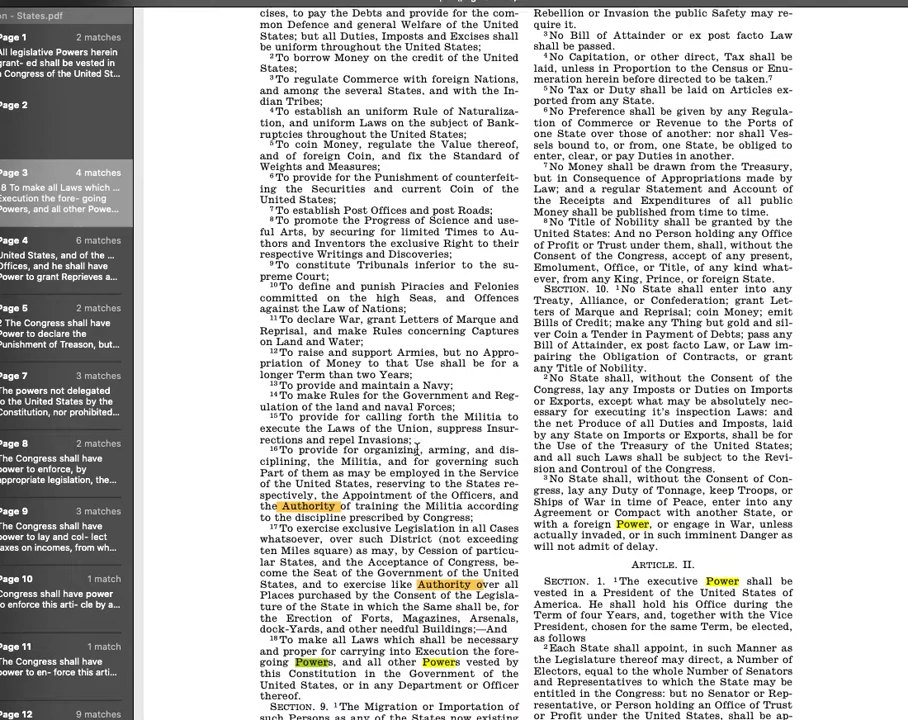 on - States.pdf
Page 1 2 matches
All legislative Powers herein
grant- ed shall be vested in
a Congress of the United St...
Page 2
Page 3 4 matches
8 To make all Laws which ...
Execution the fore- going
Powers, and all other Powe...
Page 4 6 matches
United States, and of the ...
Offices, and he shall have
Power to grant Reprieves a...
Page 5 2 matches
2 The Congress shall have
Power to declare the
Punishment of Treason, but...
Page 7 3 matches
The powers not delegated
to the United States by the
Constitution, nor prohibited...
Page 8 2 matches
The Congress shall have
power to enforce, by
appropriate legislation, the...
Page 9 3 matches
The Congress shall have
power to lay and col- lect
taxes on incomes, from wh...
Page 10 1 match
Congress shall have power
to enforce this arti- cle by a...
Page 11 1 match
The Congress shall have
power to en- force this arti...
Page 12 9 matches
cises, to pay the Debts and provide for the com-
mon Defence and general Welfare of the United
States; but all Duties, Imposts and Excises shall
be uniform throughout the United States;
²To borrow Money on the credit of the United
States;
³To regulate Commerce with foreign Nations,
and among the several States, and with the In-
dian Tribes;
⁴To establish an uniform Rule of Naturaliza-
tion, and uniform Laws on the subject of Bank-
ruptcies throughout the United States;
⁵To coin Money, regulate the Value thereof,
and of foreign Coin, and fix the Standard of
Weights and Measures;
⁶To provide for the Punishment of counterfeit-
ing the Securities and current Coin of the
United States;
⁷To establish Post Offices and post Roads;
⁸To promote the Progress of Science and use-
ful Arts, by securing for limited Times to Au-
thors and Inventors the exclusive Right to their
respective Writings and Discoveries;
⁹To constitute Tribunals inferior to the su-
preme Court;
¹⁰To define and punish Piracies and Felonies
committed on the high Seas, and Offences
against the Law of Nations;
¹¹To declare War, grant Letters of Marque and
Reprisal, and make Rules concerning Captures
on Land and Water;
¹²To raise and support Armies, but no Appro-
priation of Money to that Use shall be for a
longer Term than two Years;
¹³To provide and maintain a Navy;
¹⁴To make Rules for the Government and Reg-
ulation of the land and naval Forces;
¹⁵To provide for calling forth the Militia to
execute the Laws of the Union, suppress Insur-
rections and repel Invasions;
¹⁶To provide for organizing, arming, and dis-
ciplining, the Militia, and for governing such
Part of them as may be employed in the Service
of the United States, reserving to the States re-
spectively, the Appointment of the Officers, and
the Authority of training the Militia according
to the discipline prescribed by Congress;
¹⁷To exercise exclusive Legislation in all Cases
whatsoever, over such District (not exceeding
ten Miles square) as may, by Cession of particu-
lar States, and the Acceptance of Congress, be-
come the Seat of the Government of the United
States, and to exercise like Authority over all
Places purchased by the Consent of the Legisla-
ture of the State in which the Same shall be, for
the Erection of Forts, Magazines, Arsenals,
dock-Yards, and other needful Buildings;—And
¹⁸To make all Laws which shall be necessary
and proper for carrying into Execution the fore-
going Powers, and all other Powers vested by
this Constitution in the Government of the
United States, or in any Department or Officer
thereof.
SECTION. 9. ¹The Migration or Importation of
such Persons as any of the States now existing
Rebellion or Invasion the public Safety may re-
quire it.
³No Bill of Attainder or ex post facto Law
shall be passed.
⁴No Capitation, or other direct, Tax shall be
laid, unless in Proportion to the Census or Enu-
meration herein before directed to be taken.⁷
⁵No Tax or Duty shall be laid on Articles ex-
ported from any State.
⁶No Preference shall be given by any Regula-
tion of Commerce or Revenue to the Ports of
one State over those of another: nor shall Ves-
sels bound to, or from, one State, be obliged to
enter, clear, or pay Duties in another.
⁷No Money shall be drawn from the Treasury,
but in Consequence of Appropriations made by
Law; and a regular Statement and Account of
the Receipts and Expenditures of all public
Money shall be published from time to time.
⁸No Title of Nobility shall be granted by the
United States: And no Person holding any Office
of Profit or Trust under them, shall, without the
Consent of the Congress, accept of any present,
Emolument, Office, or Title, of any kind what-
ever, from any King, Prince, or foreign State.
SECTION. 10. ¹No State shall enter into any
Treaty, Alliance, or Confederation; grant Let-
ters of Marque and Reprisal; coin Money; emit
Bills of Credit; make any Thing but gold and sil-
ver Coin a Tender in Payment of Debts; pass any
Bill of Attainder, ex post facto Law, or Law im-
pairing the Obligation of Contracts, or grant
any Title of Nobility.
²No State shall, without the Consent of the
Congress, lay any Imposts or Duties on Imports
or Exports, except what may be absolutely nec-
essary for executing it's inspection Laws: and
the net Produce of all Duties and Imposts, laid
by any State on Imports or Exports, shall be for
the Use of the Treasury of the United States;
and all such Laws shall be subject to the Revi-
sion and Controul of the Congress.
³No State shall, without the Consent of Con-
gress, lay any Duty of Tonnage, keep Troops, or
Ships of War in time of Peace, enter into any
Agreement or Compact with another State, or
with a foreign Power, or engage in War, unless
actually invaded, or in such imminent Danger as
will not admit of delay.
ARTICLE. II.
SECTION. 1. ¹The executive Power shall be
vested in a President of the United States of
America. He shall hold his Office during the
Term of four Years, and, together with the Vice
President, chosen for the same Term, be elected,
as follows
²Each State shall appoint, in such Manner as
the Legislature thereof may direct, a Number of
Electors, equal to the whole Number of Senators
and Representatives to which the State may be
entitled in the Congress: but no Senator or Rep-
resentative, or Person holding an Office of Trust
or Profit under the United States, shall be ap-